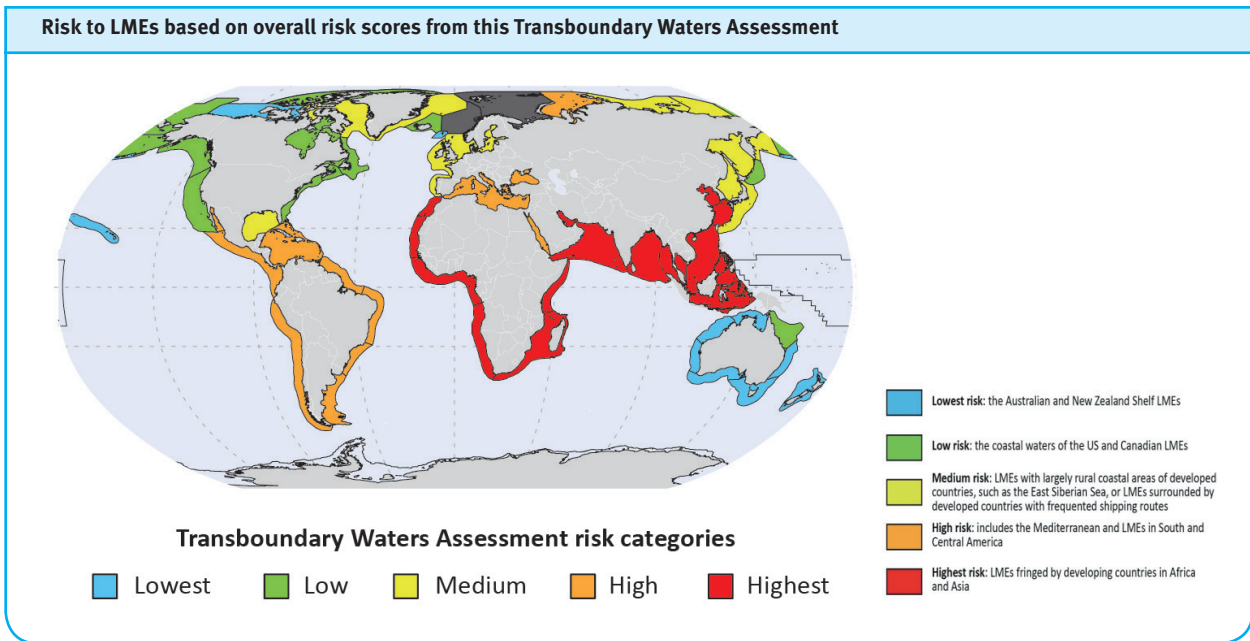 Risk to LMEs based on overall risk scores from this Transboundary Waters Assessment
Transboundary Waters Assessment risk categories
Lowest
Low
Medium
High
Highest
Lowest risk: the Australian and New Zealand Shelf LMEs
Low risk: the coastal waters of the US and Canadian LMEs
Medium risk: LMEs with largely rural coastal areas of developed
countries, such as the East Siberian Sea, or LMEs surrounded by
developed countries with frequented shipping routes
High risk: includes the Mediterranean and LMEs in South and
Central America
Highest risk: LMEs fringed by developing countries in Africa
and Asia